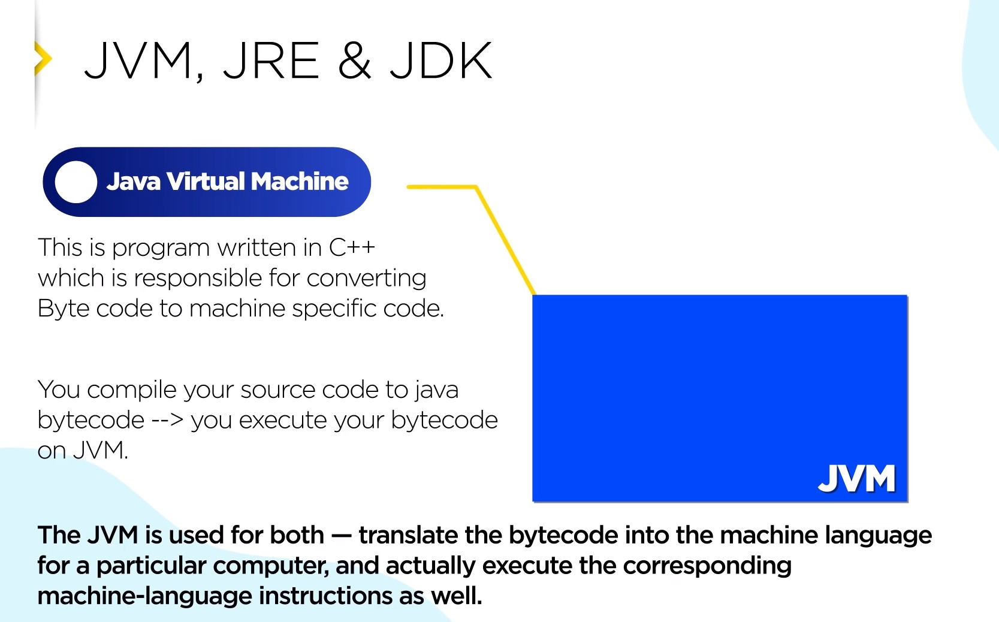 JVM, JRE & JDK
Java Virtual Machine
This is program written in C++
which is responsible for converting
Byte code to machine specific code.
You compile your source code to java
bytecode --> you execute your bytecode
on JVM.
JVM
The JVM is used for both — translate the bytecode into the machine language
for a particular computer, and actually execute the corresponding
machine-language instructions as well.